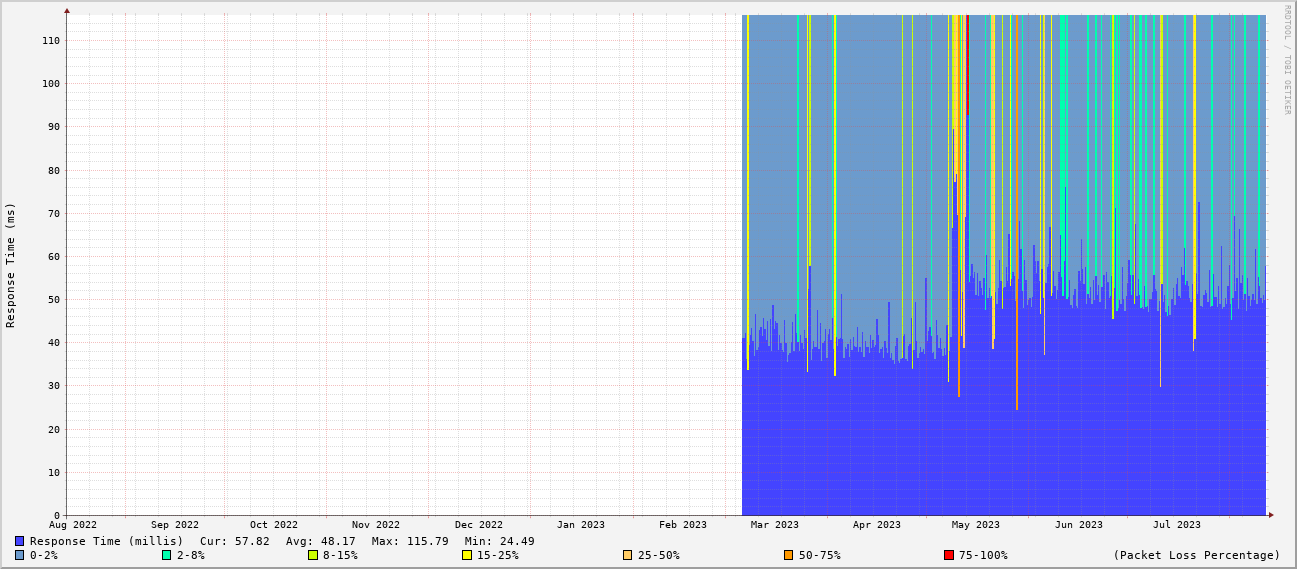 RRDTOOL / TOBI OETIKER
Response Time (ms)
110
100
90
80
70
60
50
40
30
20
10
0
Aug 2022 Sep 2022 Oct 2022 Nov 2022 Dec 2022 Jan 2023 Feb 2023 Mar 2023 Apr 2023 May 2023 Jun 2023 Jul 2023
Response Time (millis) Cur: 57.82 Avg: 48.17 Max: 115.79 Min: 24.49
0-2% 2-8% 8-15% 15-25% 25-50% 50-75% 75-100% (Packet Loss Percentage)